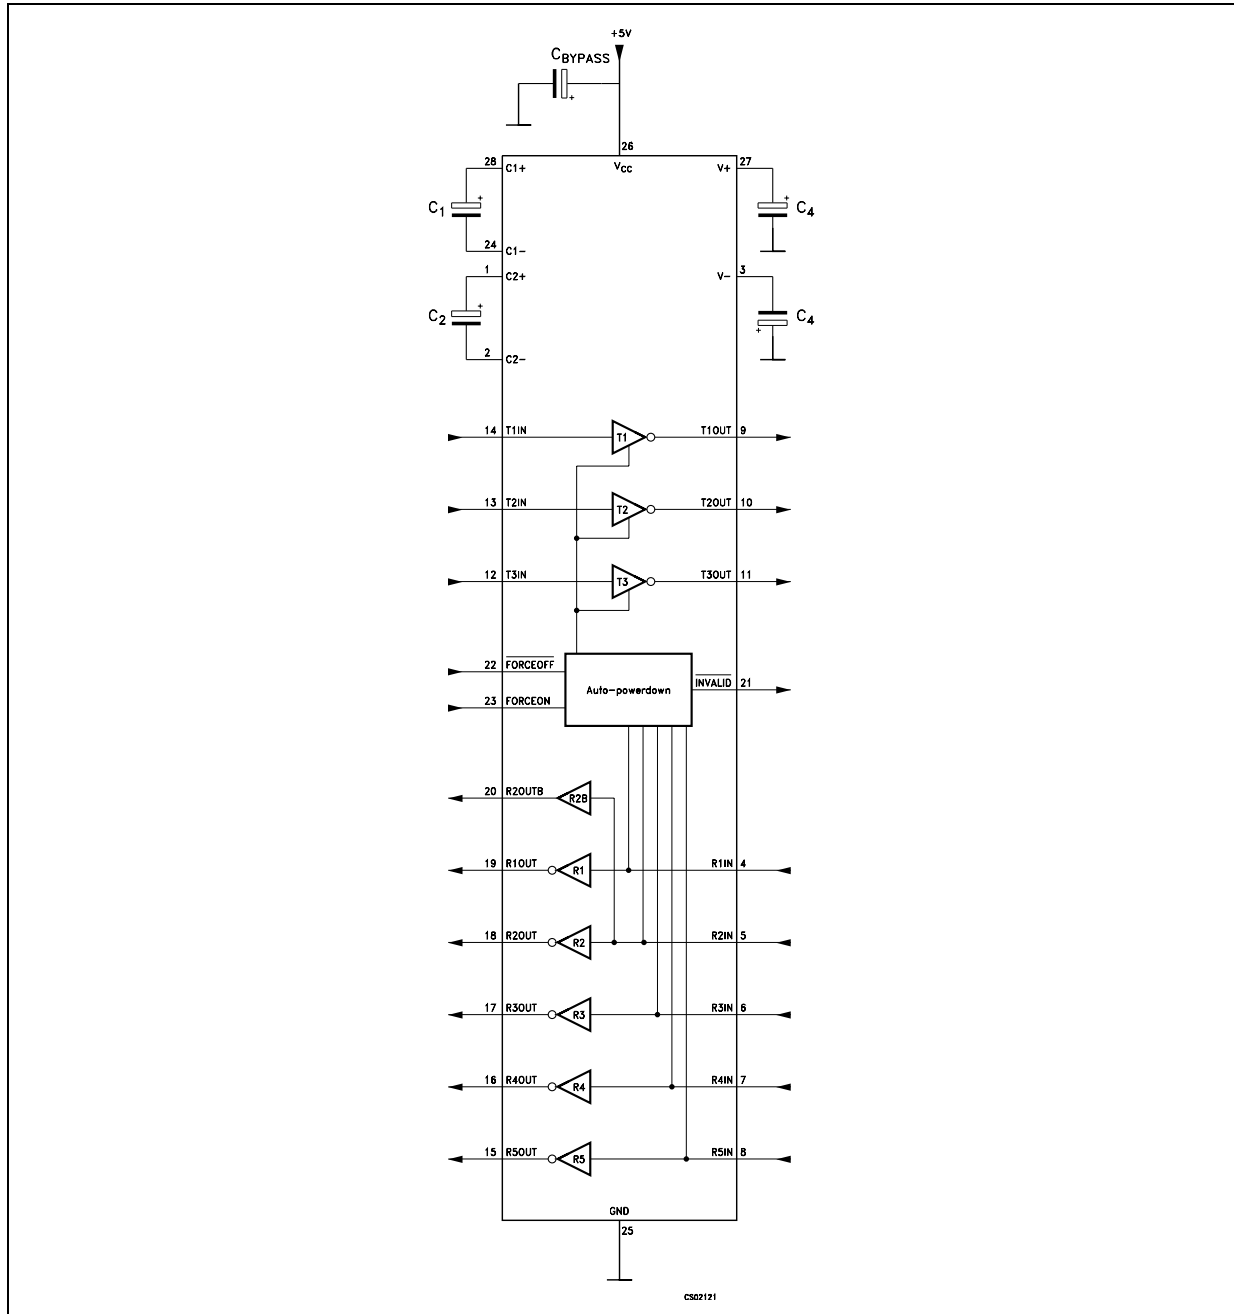 +5V
CBYPASS
+
26
28 C1+ VCC V+ 27
+ +
C1 C4
24 C1-
1 C2+ V- 3
+
C2 C4
+
2 C2-
14 T1IN T1 T1OUT 9
13 T2IN T2 T2OUT 10
12 T3IN T3 T3OUT 11
22 FORCEOFF
Auto-powerdown INVALID 21
23 FORCEON
20 R2OUTB R2B
19 R1OUT R1 R1IN 4
18 R2OUT R2 R2IN 5
17 R3OUT R3 R3IN 6
16 R4OUT R4 R4IN 7
15 R5OUT R5 R5IN 8
GND
25
CS02121